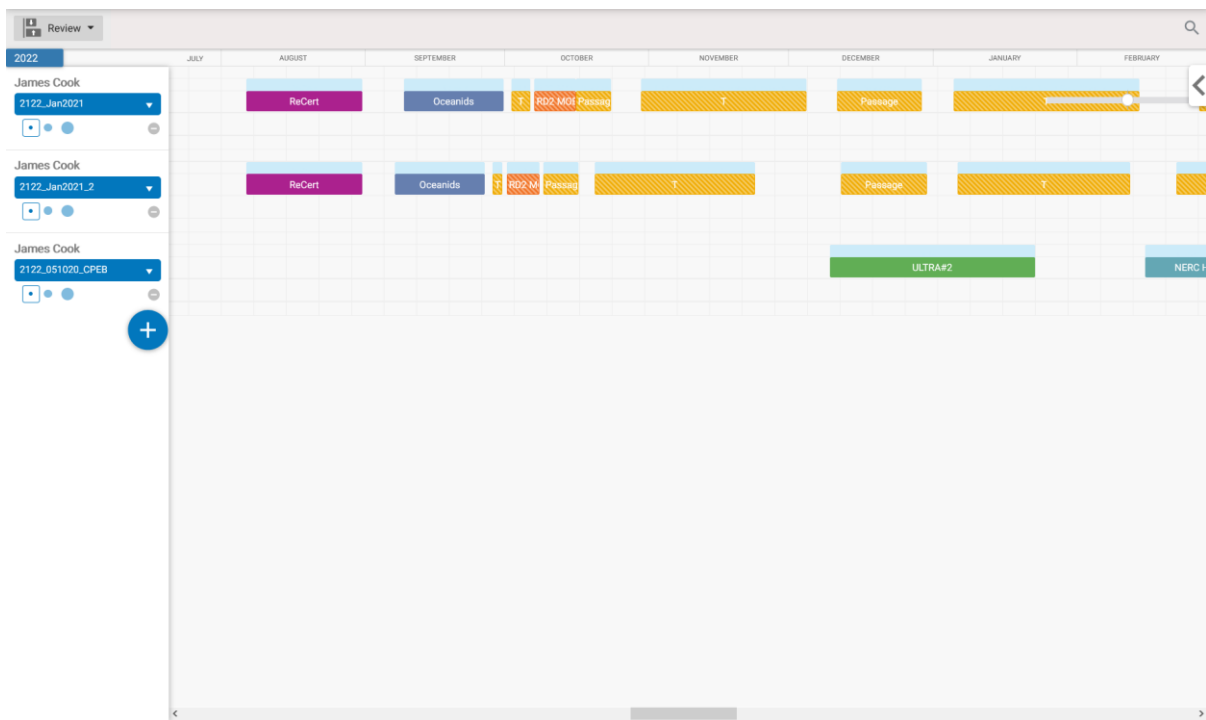 Review
2022 JULY AUGUST SEPTEMBER OCTOBER NOVEMBER DECEMBER JANUARY FEBRUARY
James Cook
2122_Jan2021 ReCert Oceanids T RD2 MOB Passag T Passage T
James Cook
2122_Jan2021_2 ReCert Oceanids T RD2 M Passag T Passage T
James Cook
2122_051020_CPEB ULTRA#2 NERC H